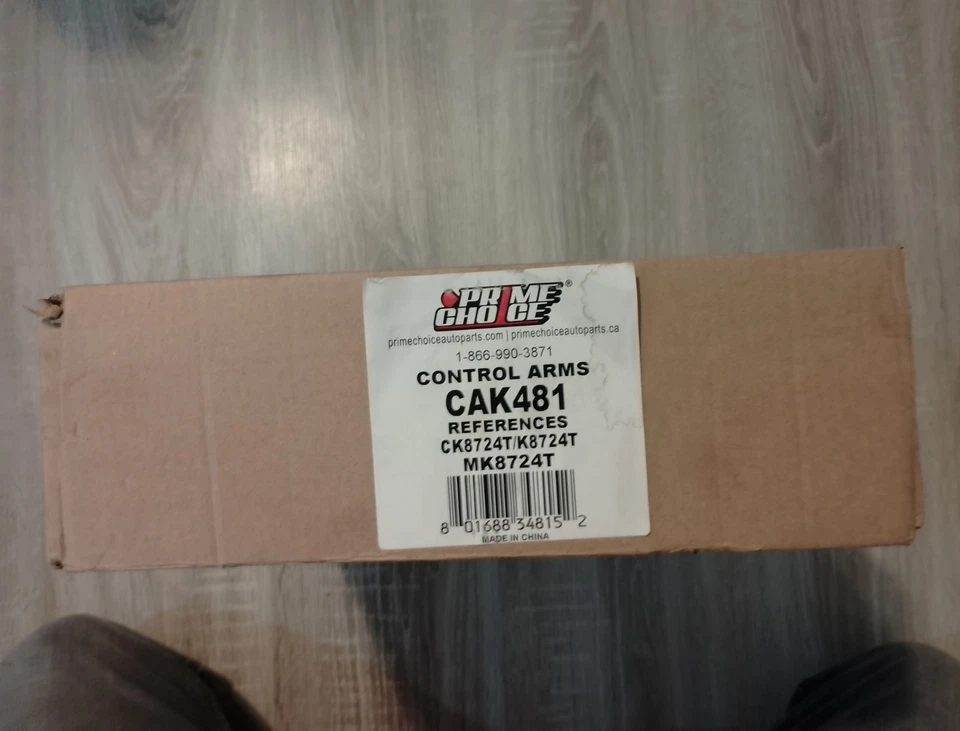 PRIME
CHOICE®
primechoiceautoparts.com | primechoiceautoparts.ca
1-866-990-3871
CONTROL ARMS
CAK481
REFERENCES
CK8724T/K8724T
MK8724T
8 01688 34815 2
MADE IN CHINA